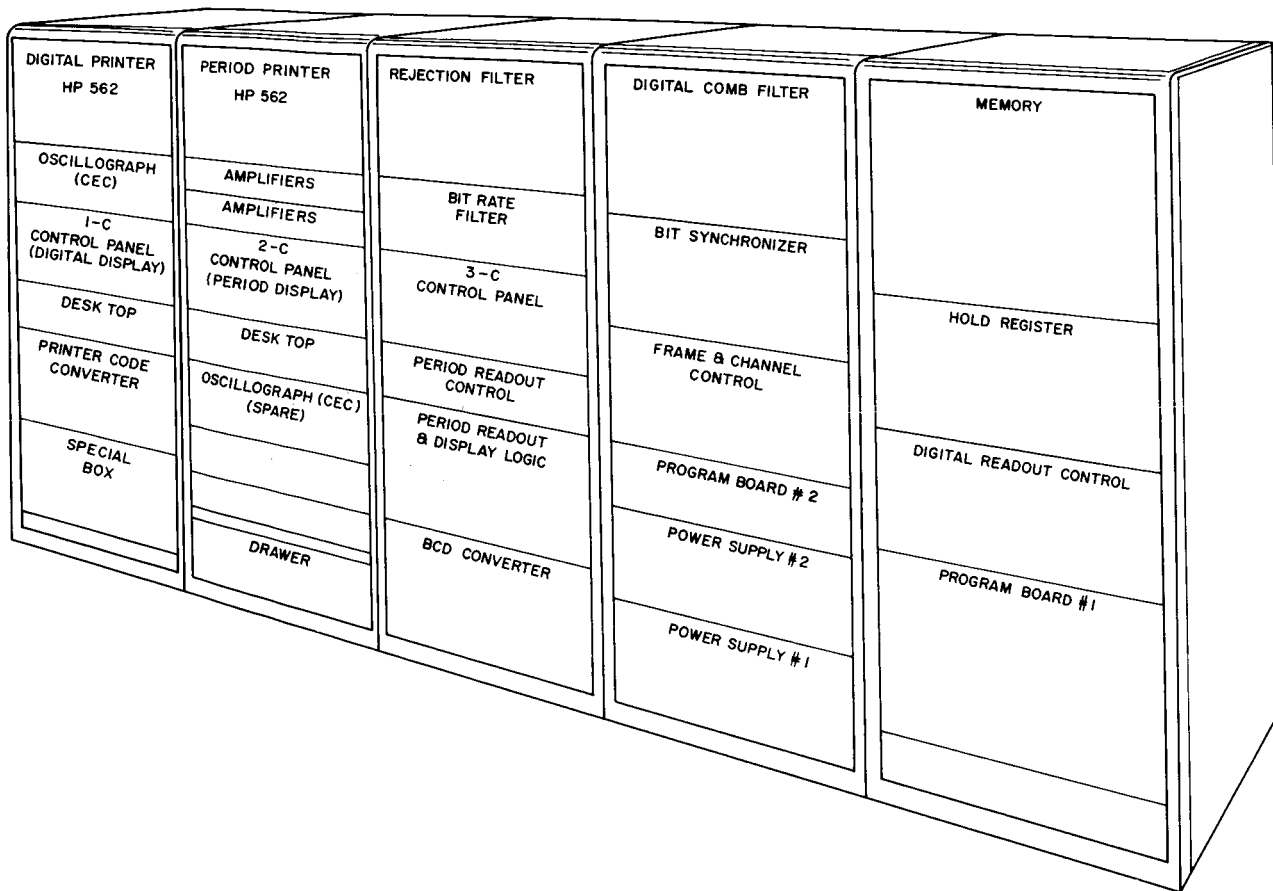 DIGITAL PRINTER
HP 562
OSCILLOGRAPH
(CEC)
1-C
CONTROL PANEL
(DIGITAL DISPLAY)
DESK TOP
PRINTER CODE
CONVERTER
SPECIAL
BOX
PERIOD PRINTER
HP 562
AMPLIFIERS
AMPLIFIERS
2-C
CONTROL PANEL
(PERIOD DISPLAY)
DESK TOP
OSCILLOGRAPH (CEC)
(SPARE)
DRAWER
REJECTION FILTER
BIT RATE
FILTER
3-C
CONTROL PANEL
PERIOD READOUT
CONTROL
PERIOD READOUT
& DISPLAY LOGIC
BCD CONVERTER
DIGITAL COMB FILTER
BIT SYNCHRONIZER
FRAME & CHANNEL
CONTROL
PROGRAM BOARD #2
POWER SUPPLY #2
POWER SUPPLY #1
MEMORY
HOLD REGISTER
DIGITAL READOUT CONTROL
PROGRAM BOARD #1